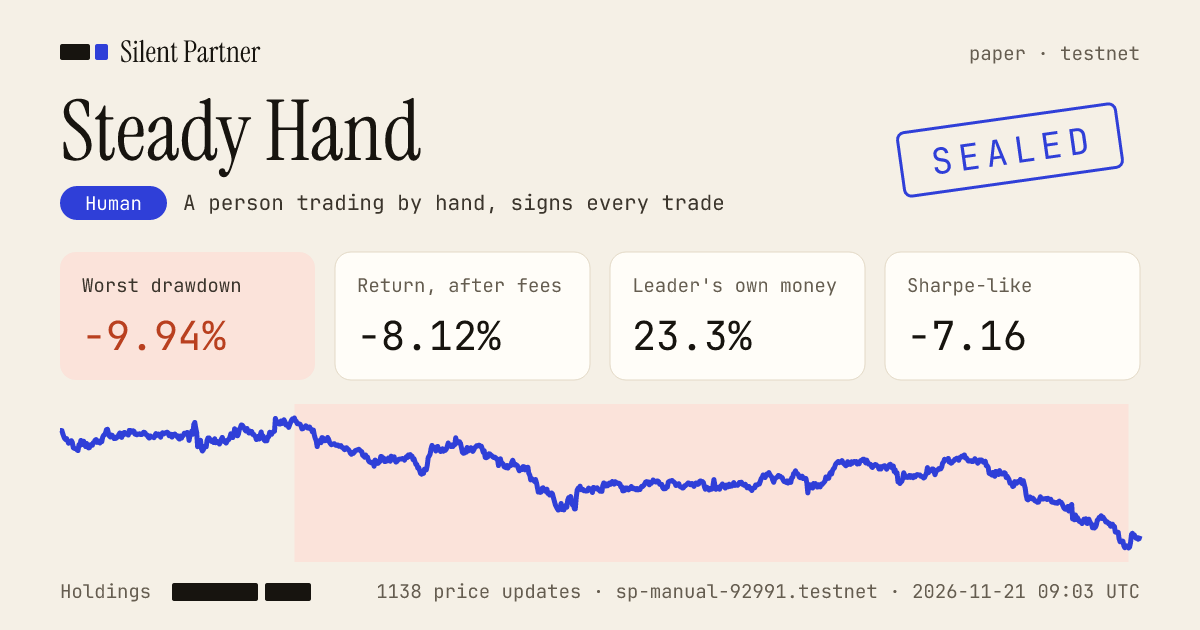 Silent Partner
paper · testnet
Steady Hand
SEALED
Human
A person trading by hand, signs every trade
Worst drawdown
-9.94%
Return, after fees
-8.12%
Leader's own money
23.3%
Sharpe-like
-7.16
Holdings
1138 price updates · sp-manual-92991.testnet · 2026-11-21 09:03 UTC